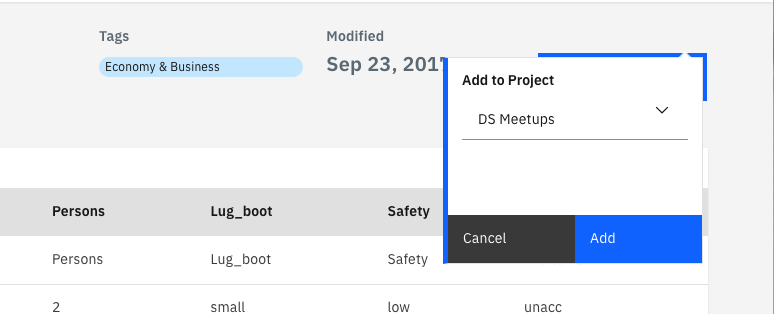 Tags
Modified
Economy & Business
Sep 23, 201
Add to Project
DS Meetups
Cancel
Add
Persons
Lug_boot
Safety
Persons
Lug_boot
Safety
2
small
low
unacc